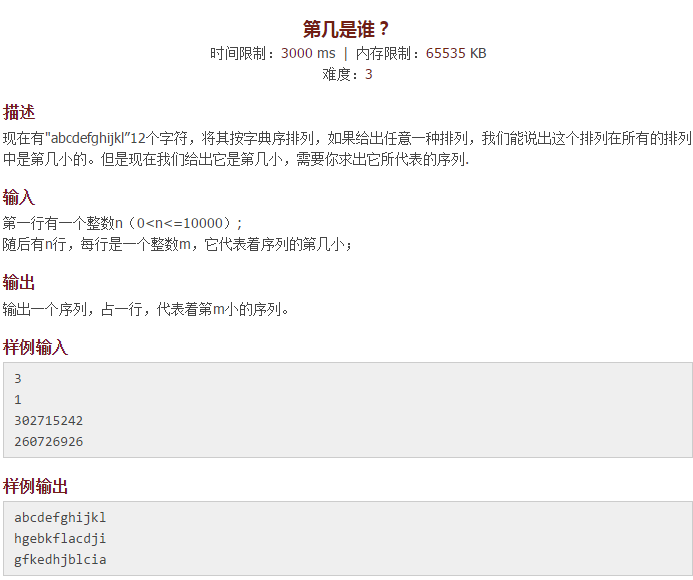 第几是谁？
时间限制：3000 ms | 内存限制：65535 KB
难度：3
描述
现在有"abcdefghijkl”12个字符，将其按字典序排列，如果给出任意一种排列，我们能说出这个排列在所有的排列
中是第几小的。但是现在我们给出它是第几小，需要你求出它所代表的序列.
输入
第一行有一个整数n（0<n<=10000）;
随后有n行，每行是一个整数m，它代表着序列的第几小；
输出
输出一个序列，占一行，代表着第m小的序列。
样例输入
3
1
302715242
260726926
样例输出
abcdefghijkl
hgebkflacdji
gfkedhjblcia